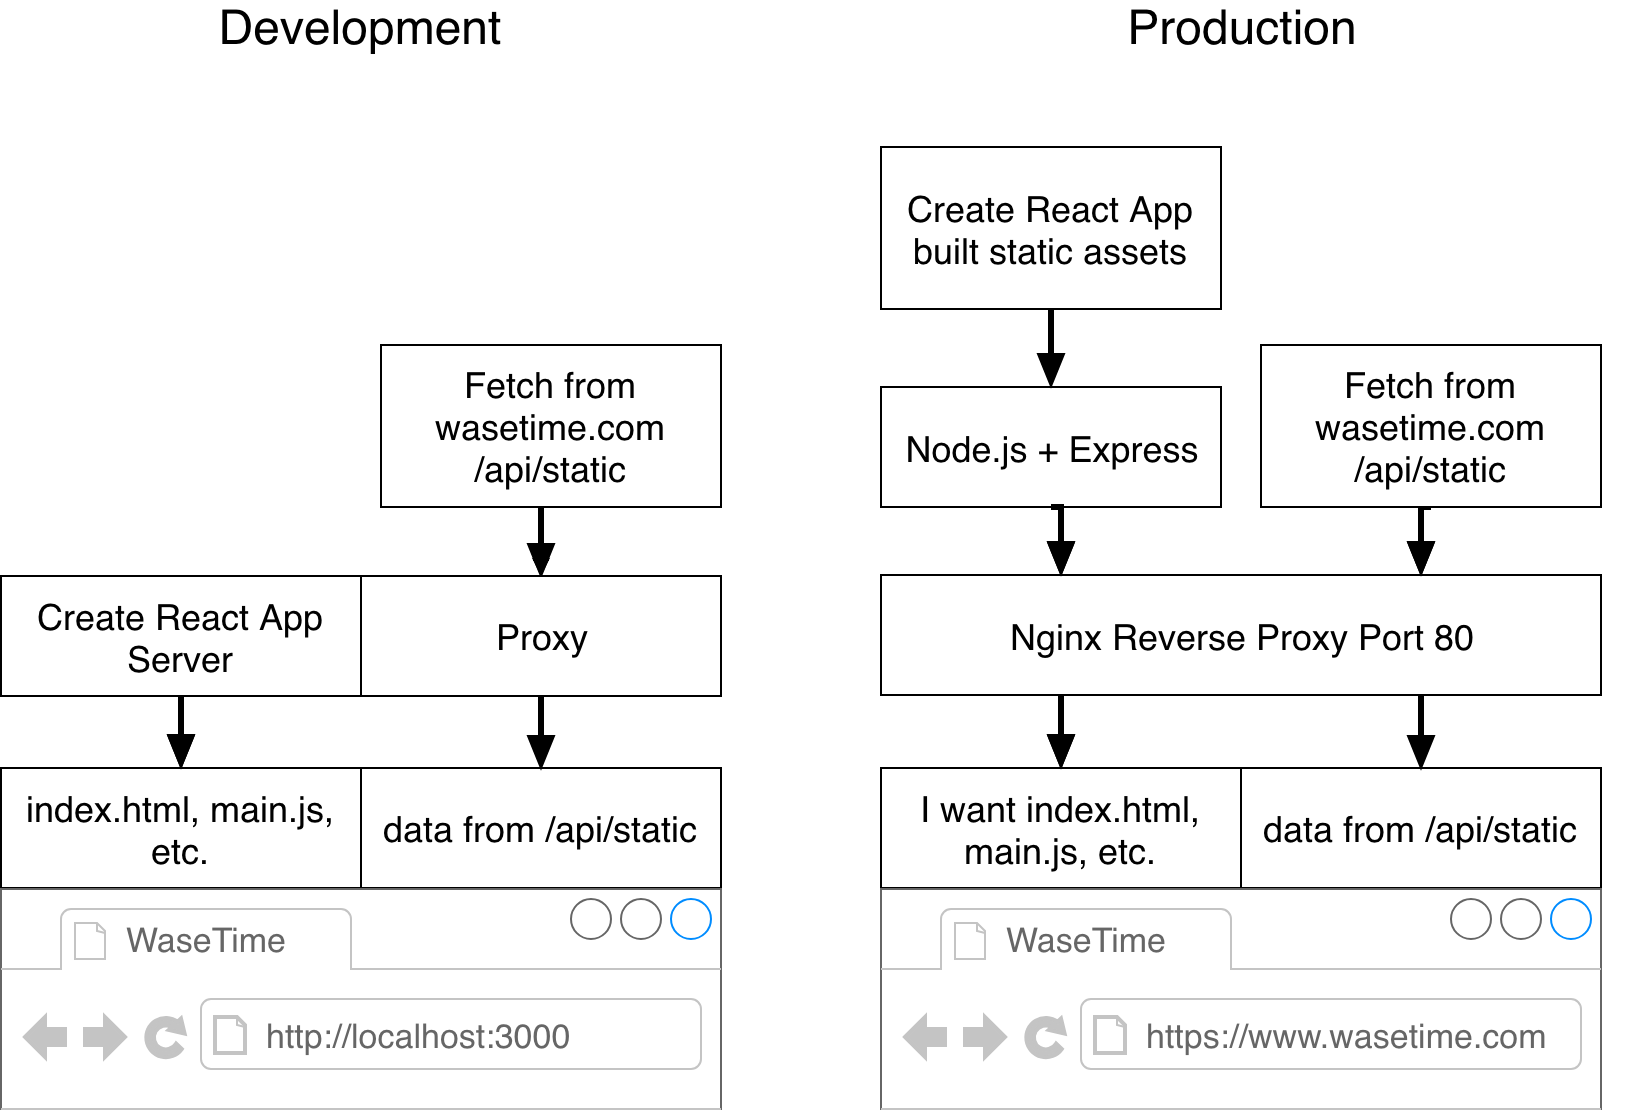 Development
Fetch from
wasetime.com
/api/static
Create React App
Server
Proxy
index.html, main.js,
etc.
data from /api/static
WaseTime
http://localhost:3000
Production
Create React App
built static assets
Node.js + Express
Fetch from
wasetime.com
/api/static
Nginx Reverse Proxy Port 80
I want index.html,
main.js, etc.
data from /api/static
WaseTime
https://www.wasetime.com